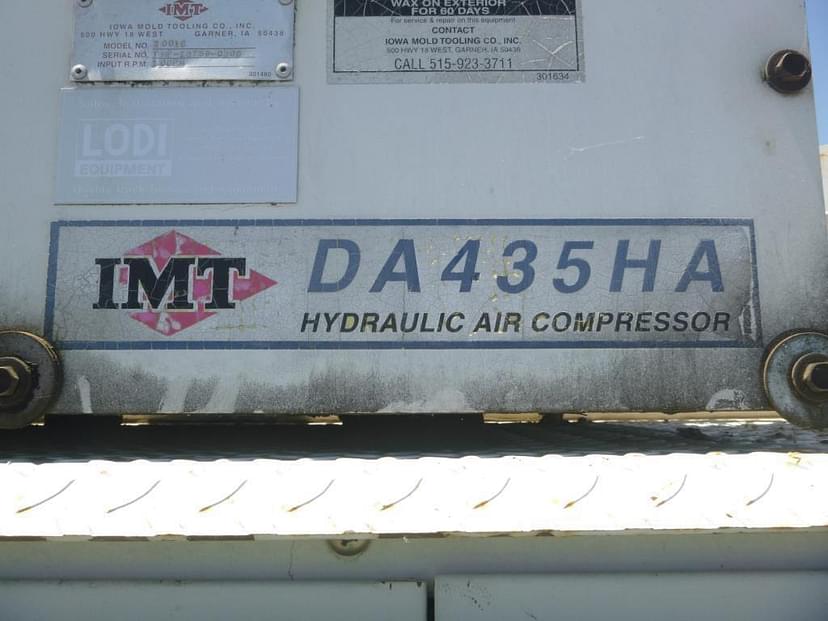 IMT
IOWA MOLD TOOLING CO., INC.
500 HWY 18 WEST, GARNER, IA 50438
MODEL NO.
SERIAL NO.
INPUT R.P.M.
301480
WAX ON EXTERIOR
FOR 60 DAYS
For service & repair on this equipment
CONTACT
IOWA MOLD TOOLING CO., INC.
500 HWY 18 WEST, GARNER, IA 50438
CALL 515-923-3711
301634
LODI
EQUIPMENT
IMT
DA435HA
HYDRAULIC AIR COMPRESSOR